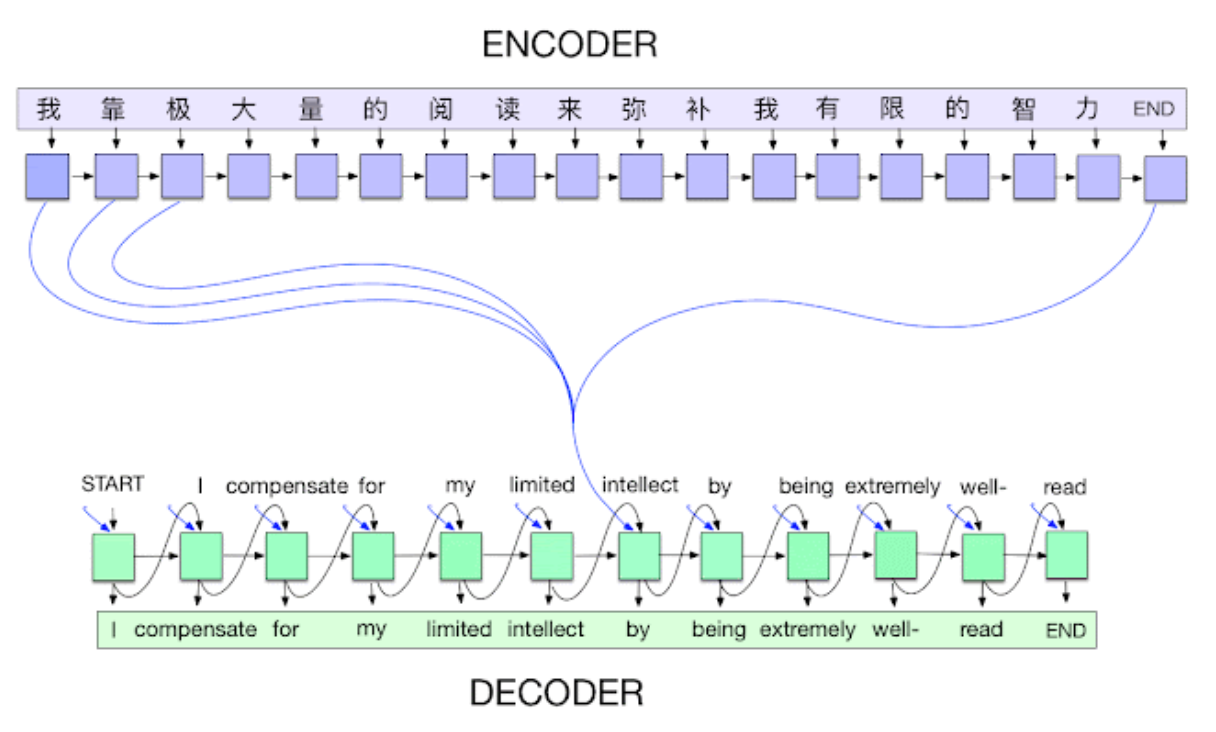 ENCODER
我 靠 极 大 量 的 阅 读 来 弥 补 我 有 限 的 智 力 END
START I compensate for my limited intellect by being extremely well- read
I compensate for my limited intellect by being extremely well- read END
DECODER